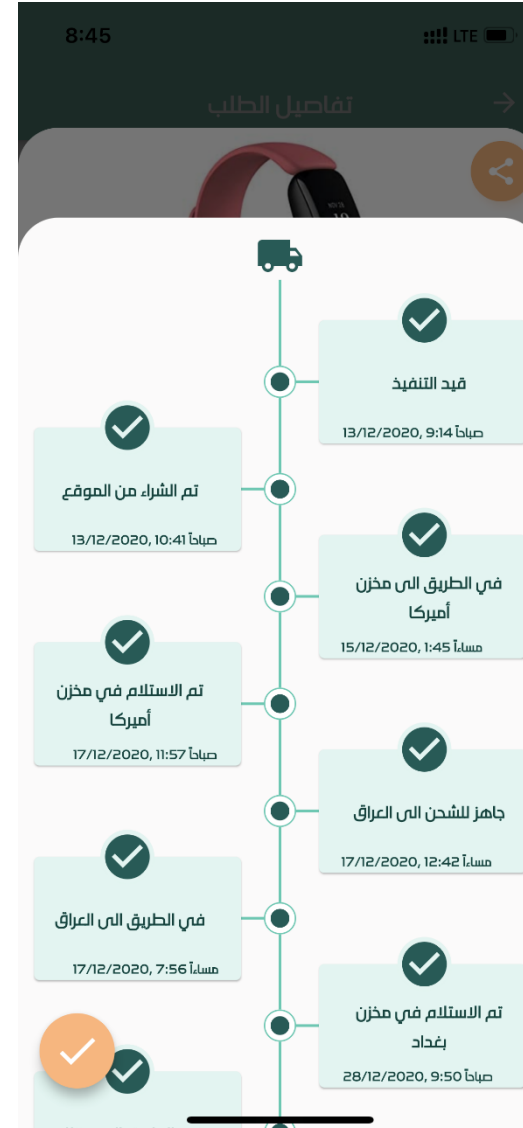 8:45
LTE
تفاصيل الطلب
قيد التنفيذ
13/12/2020, 9:14 صباحاً
تم الشراء من الموقع
13/12/2020, 10:41 صباحاً
في الطريق الى مخزن
أميركا
15/12/2020, 1:45 مساءاً
تم الاستلام في مخزن
أميركا
17/12/2020, 11:57 صباحاً
جاهز للشحن الى العراق
17/12/2020, 12:42 مساءاً
في الطريق الى العراق
17/12/2020, 7:56 مساءاً
تم الاستلام في مخزن
بغداد
28/12/2020, 9:50 صباحاً